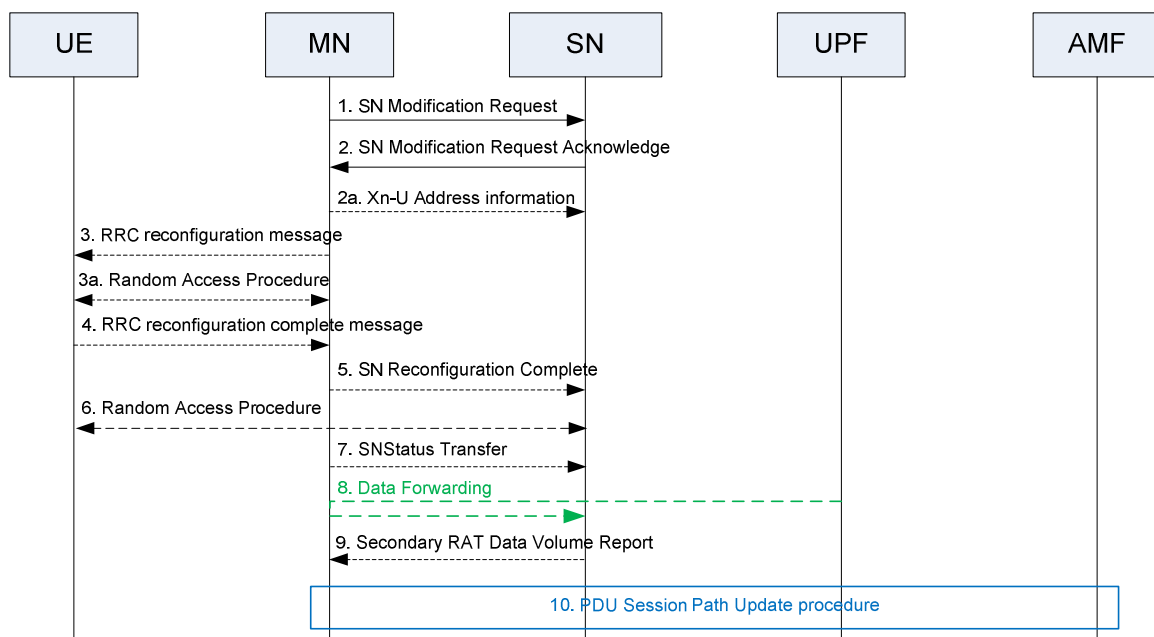 UE
MN
SN
UPF
AMF
1. SN Modification Request
2. SN Modification Request Acknowledge
2a. Xn-U Address information
3. RRC reconfiguration message
3a. Random Access Procedure
4. RRC reconfiguration complete message
5. SN Reconfiguration Complete
6. Random Access Procedure
7. SNStatus Transfer
8. Data Forwarding
9. Secondary RAT Data Volume Report
10. PDU Session Path Update procedure